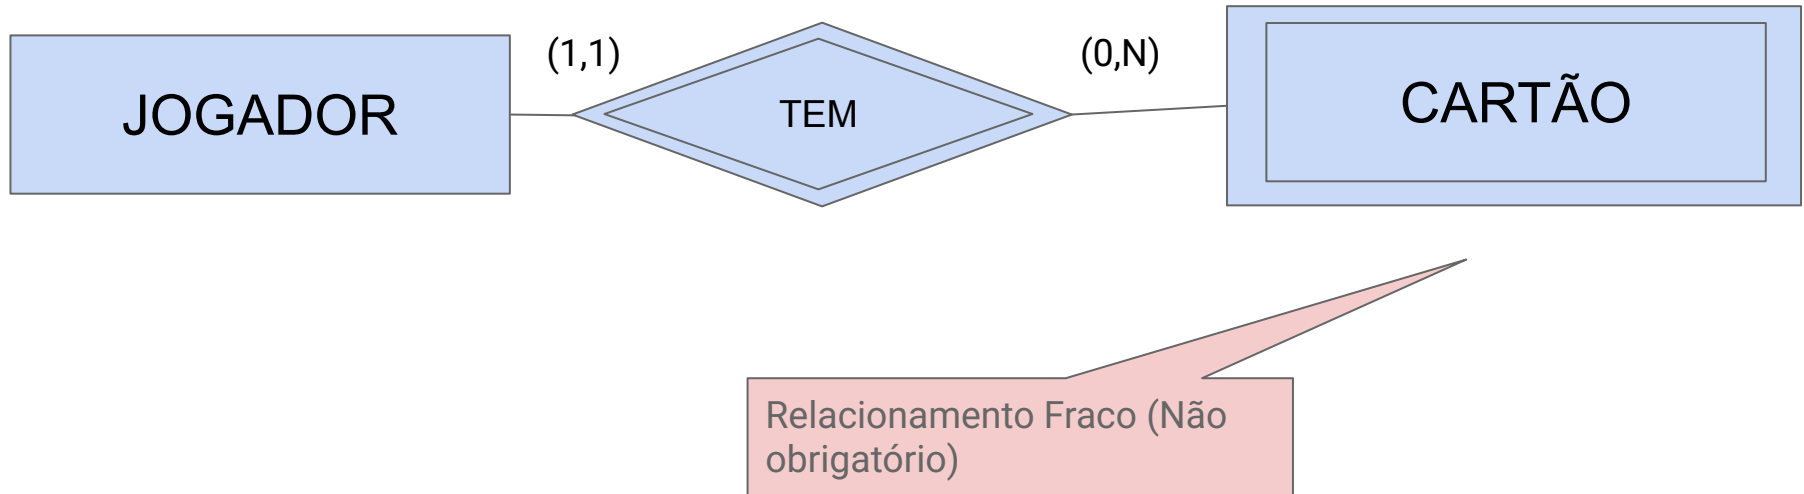 JOGADOR
(1,1)
TEM
(0,N)
CARTÃO
Relacionamento Fraco (Não
obrigatório)